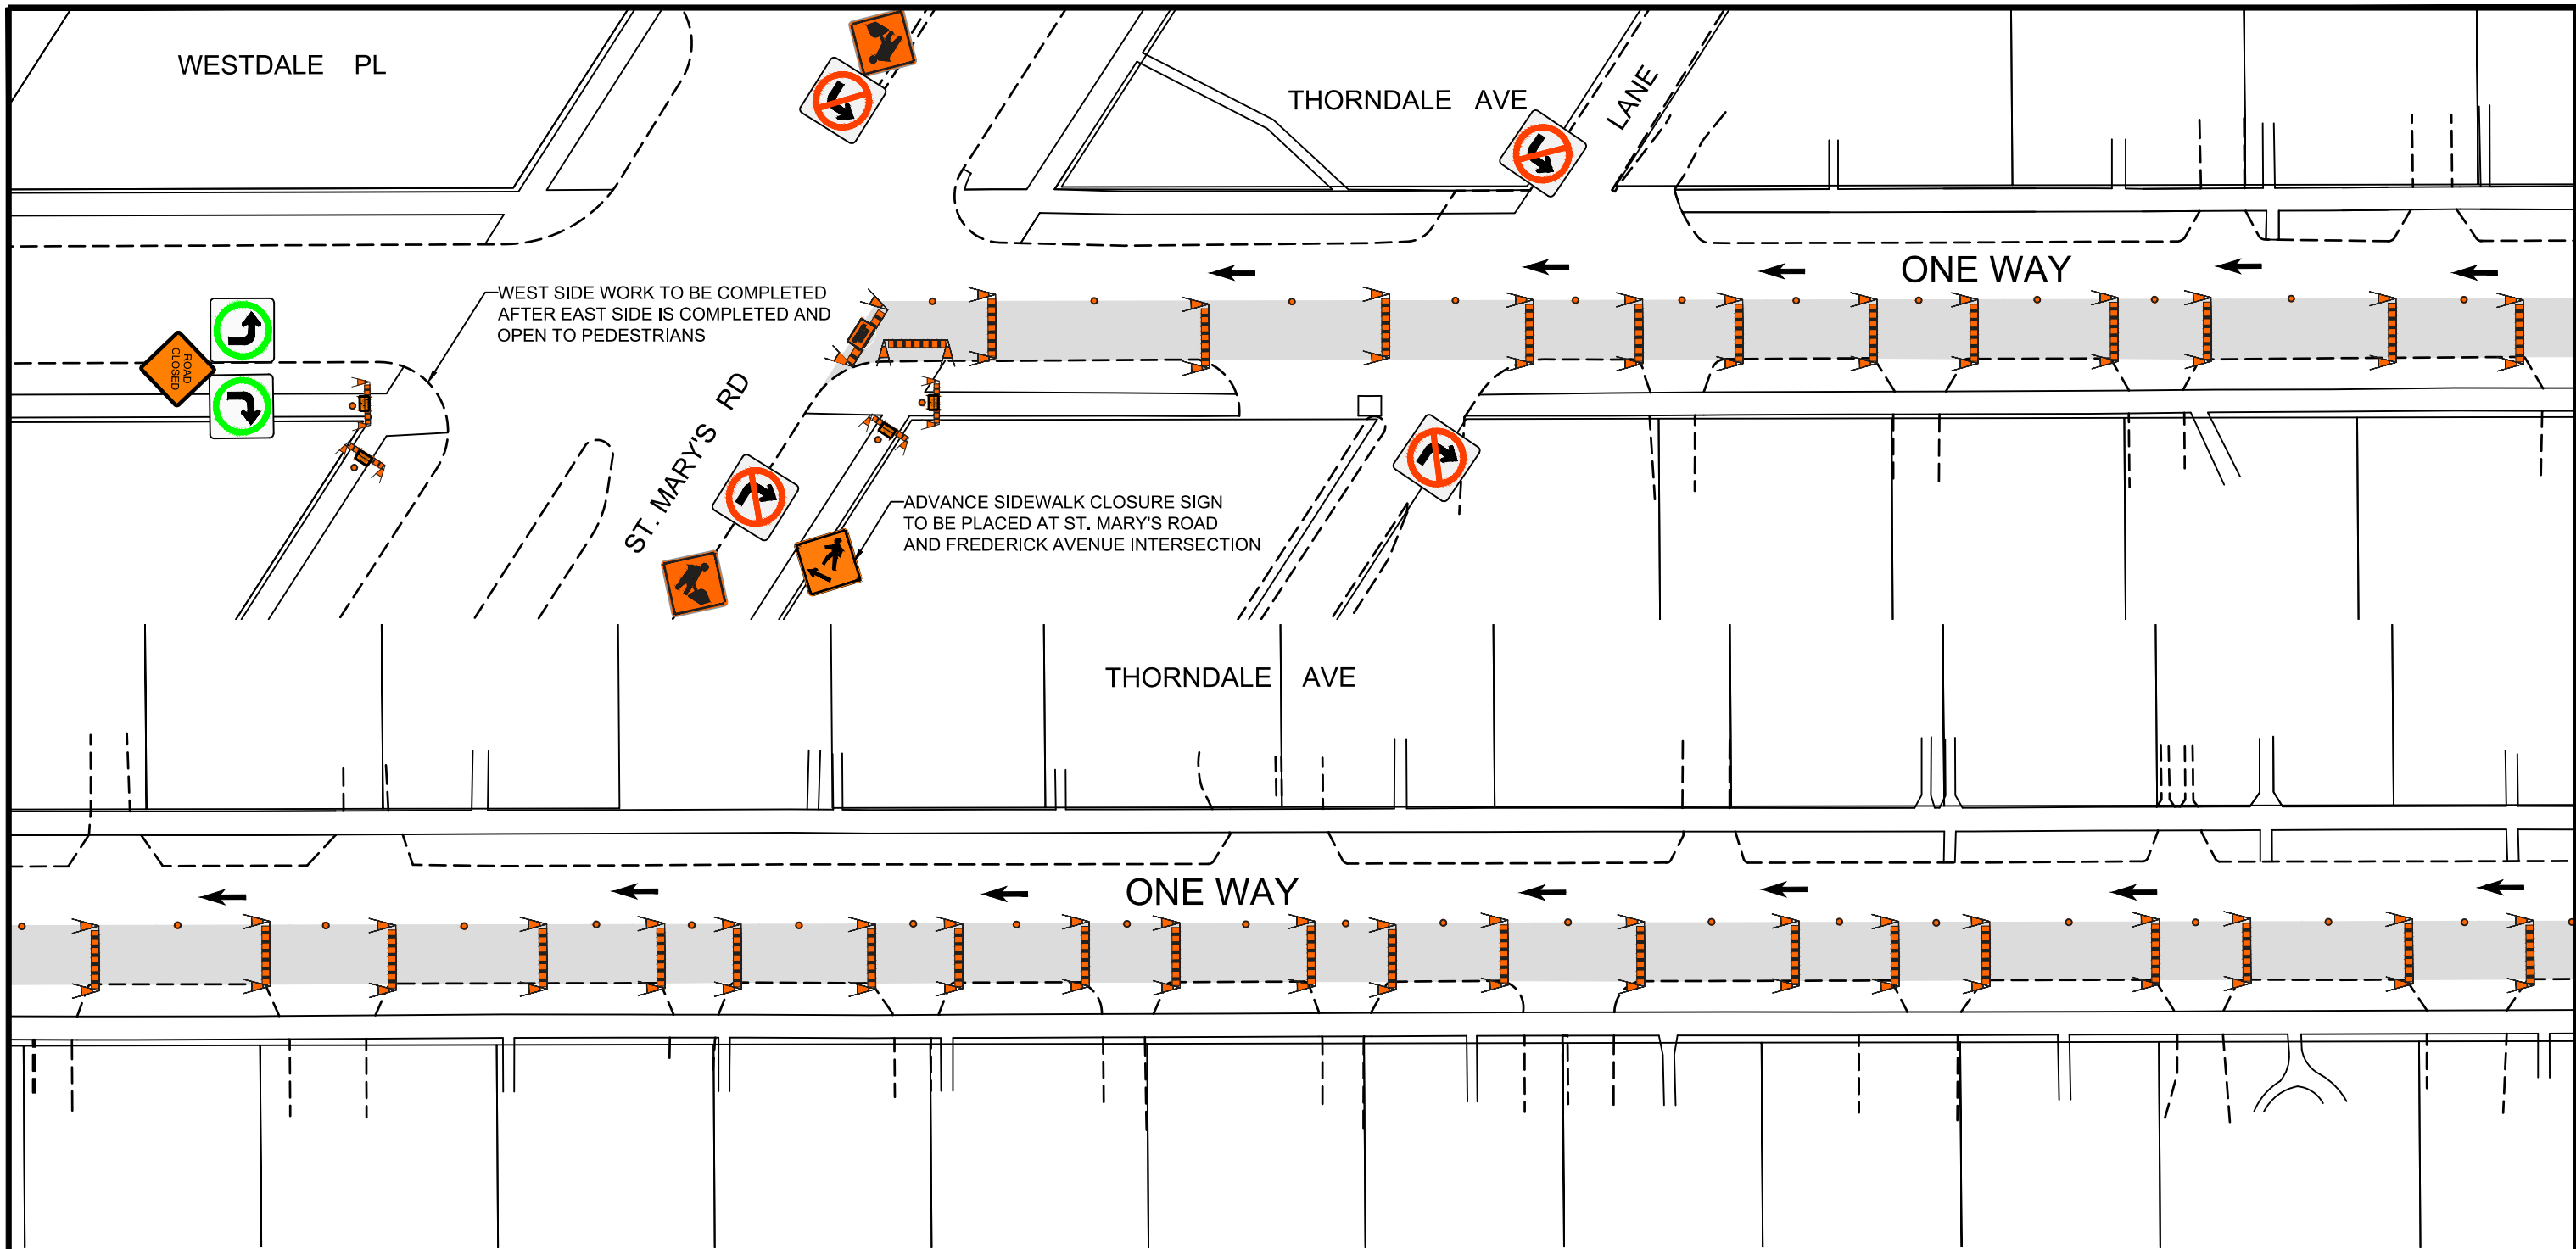 WESTDALE PL
THORNDALE AVE
LANE
ONE WAY
WEST SIDE WORK TO BE COMPLETED
AFTER EAST SIDE IS COMPLETED AND
OPEN TO PEDESTRIANS
ROAD
CLOSED
ST. MARY'S RD
ADVANCE SIDEWALK CLOSURE SIGN
TO BE PLACED AT ST. MARY'S ROAD
AND FREDERICK AVENUE INTERSECTION
THORNDALE AVE
ONE WAY